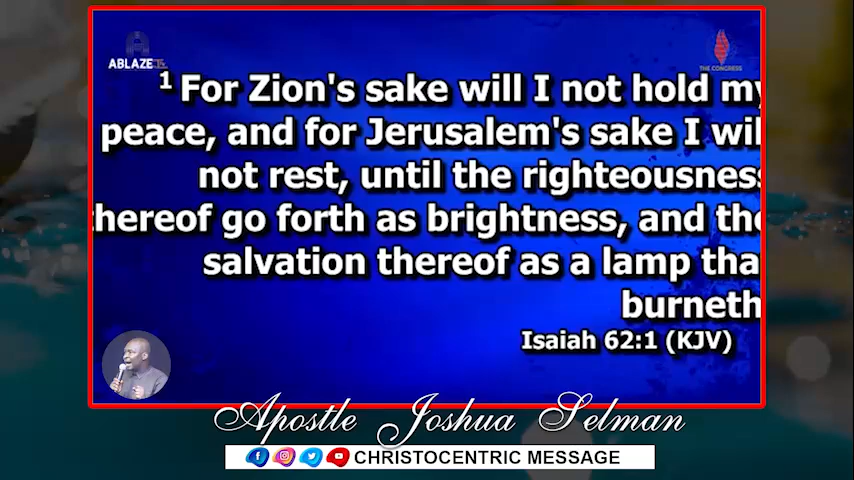 ABLAZE
THE CONGRESS
1 For Zion's sake will I not hold my
peace, and for Jerusalem's sake I wil
not rest, until the righteousness
thereof go forth as brightness, and the
salvation thereof as a lamp tha
burneth
Isaiah 62:1 (KJV)
Apostle Joshua Selman
CHRISTOCENTRIC MESSAGE